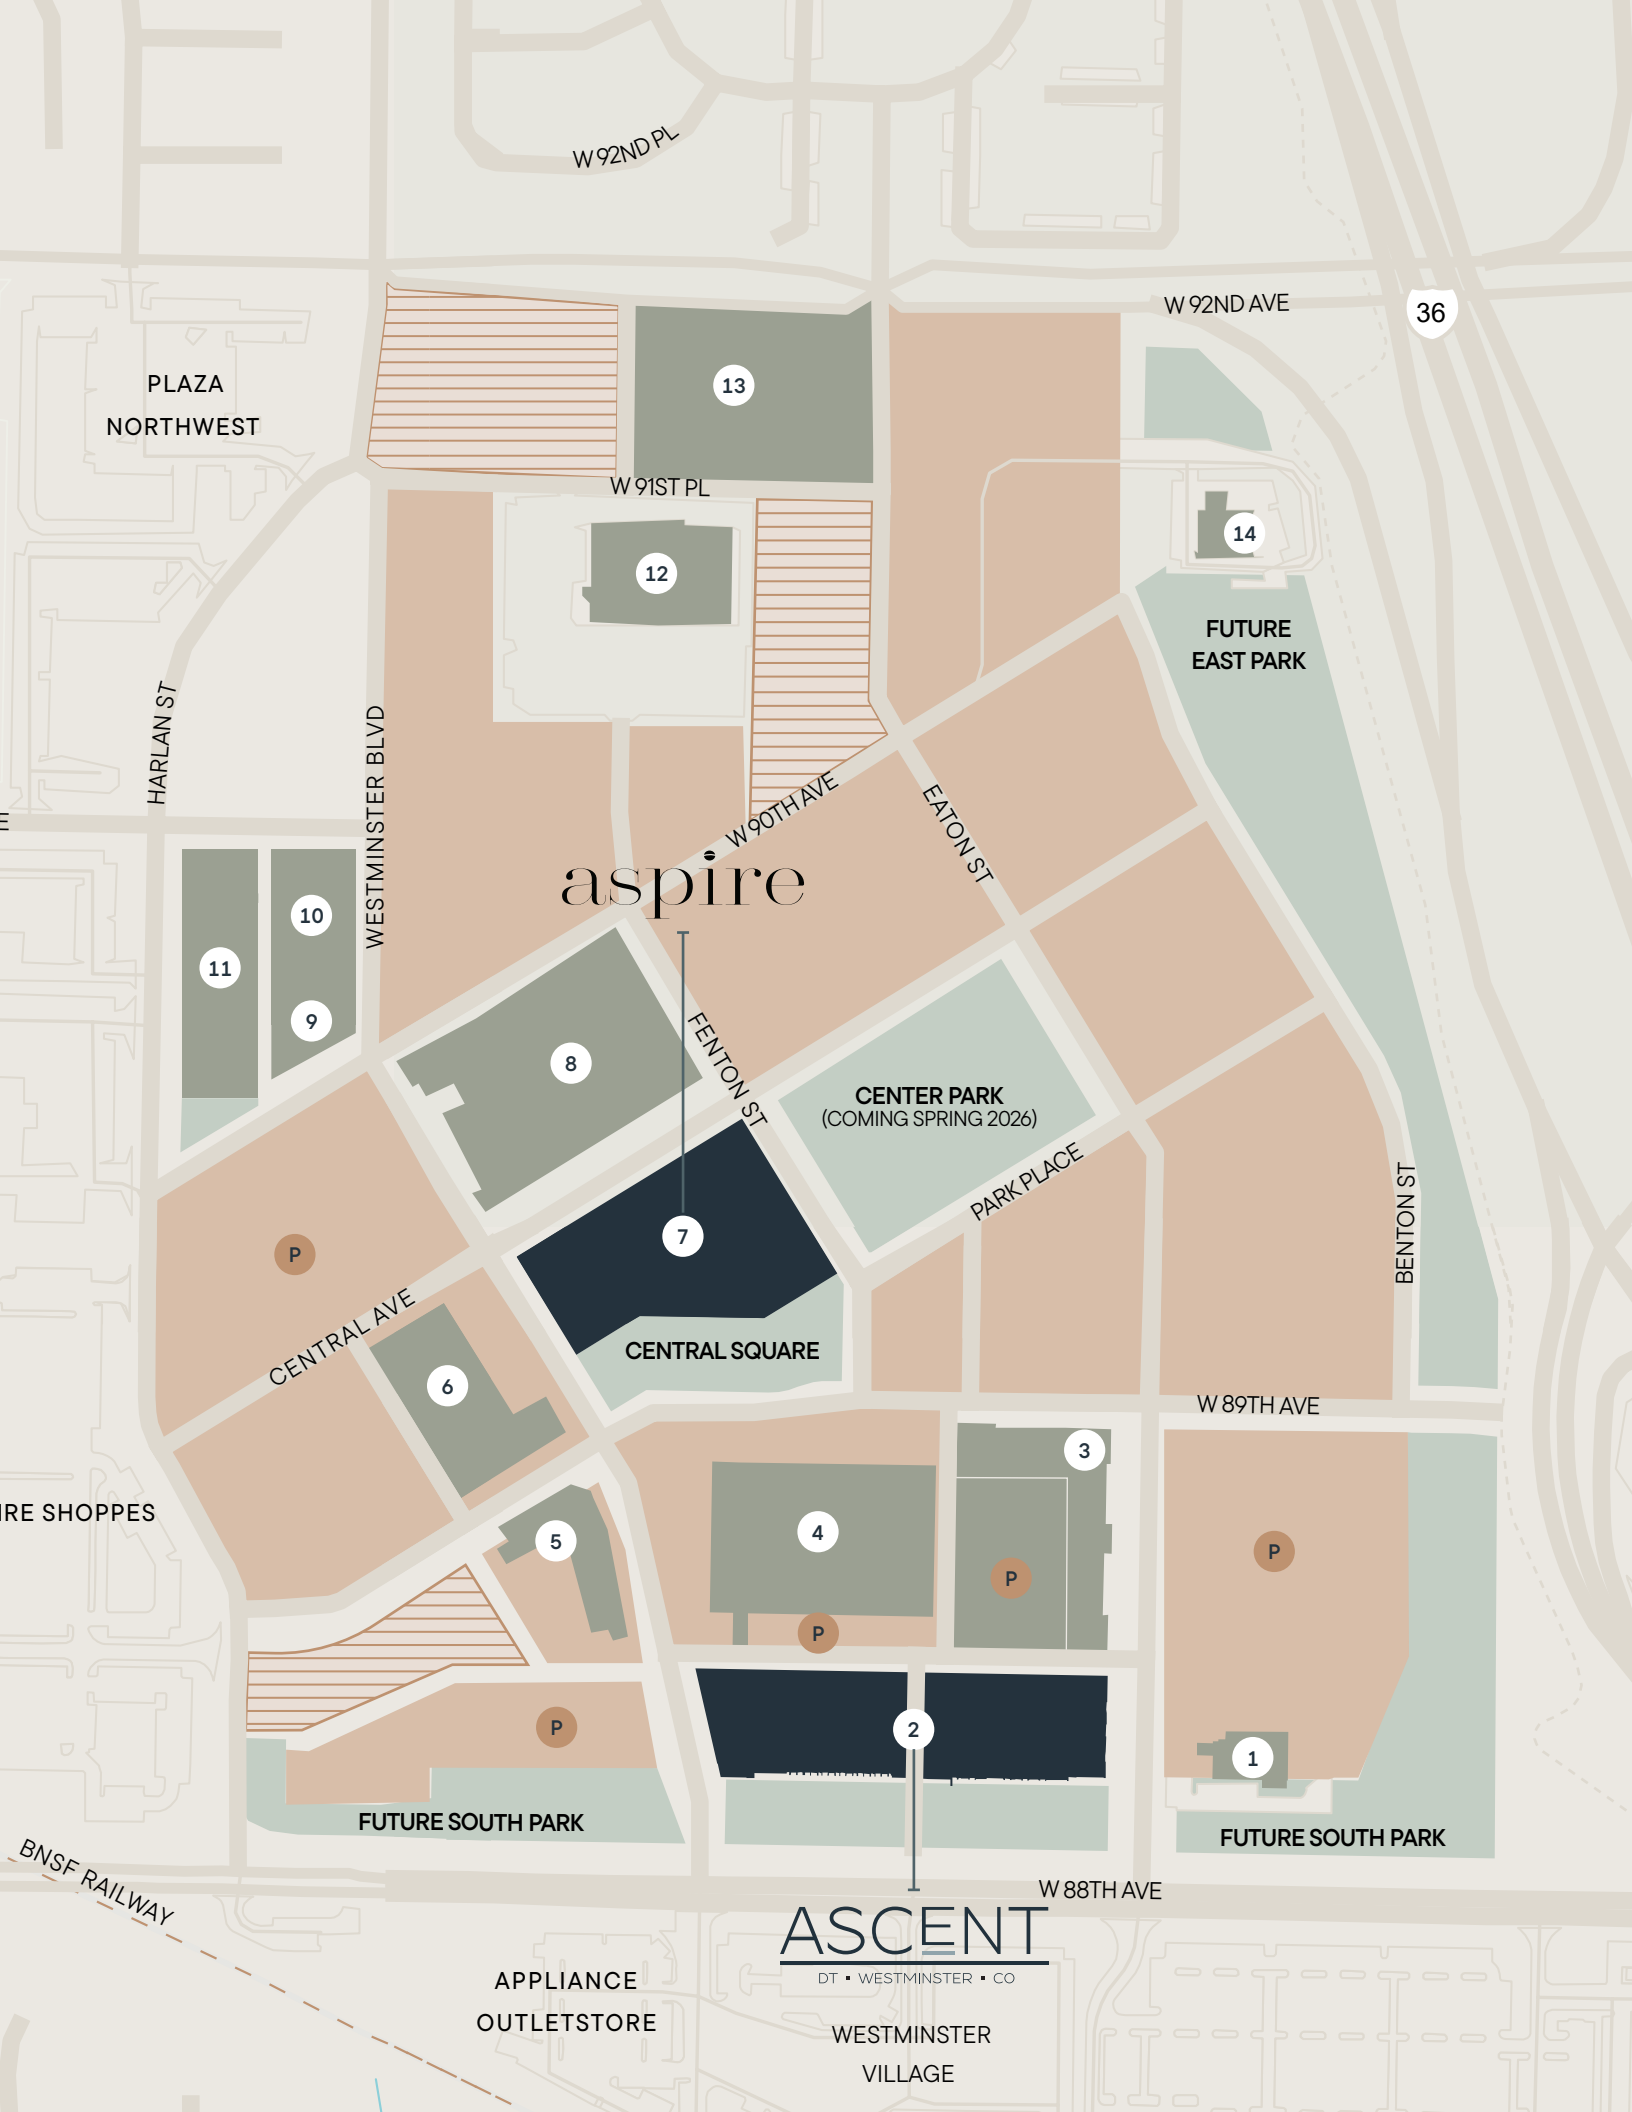 W 92ND PL
W 92ND AVE
36
PLAZA
NORTHWEST
13
W 91ST PL
14
12
FUTURE
EAST PARK
HARLAN ST
WESTMINSTER BLVD
W 90TH AVE
EATON ST
E
aspire
10
11
9
8
FENTON ST
CENTER PARK
(COMING SPRING 2026)
PARK PLACE
BENTON ST
7
P
CENTRAL AVE
CENTRAL SQUARE
6
W 89TH AVE
3
IRE SHOPPES
5
4
P
P
P
P
2
1
FUTURE SOUTH PARK
FUTURE SOUTH PARK
BNSF RAILWAY
W 88TH AVE
ASCENT
DT ▪ WESTMINSTER ▪ CO
APPLIANCE
OUTLETSTORE
WESTMINSTER
VILLAGE